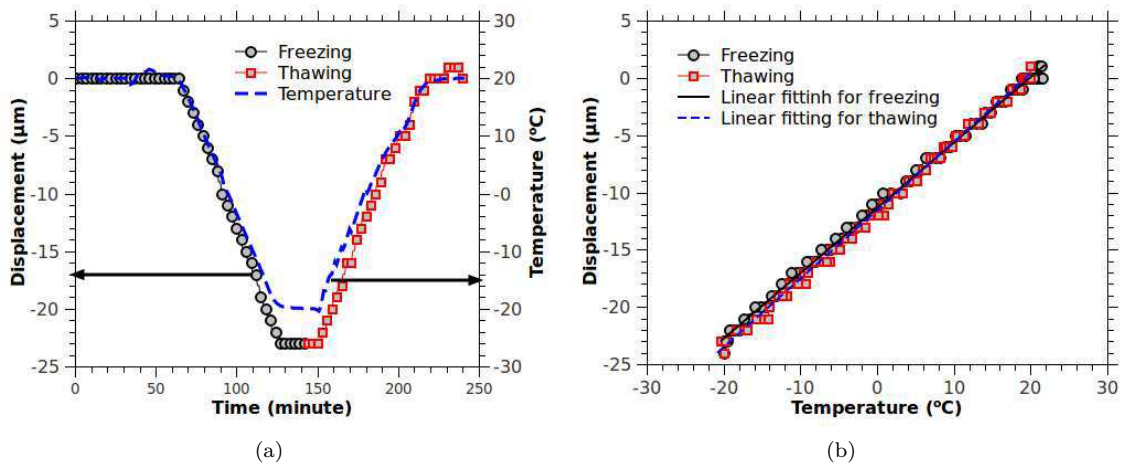 5
0
-5
-10
-15
-20
-25
Displacement (μm)
30
20
10
-0
-10
-20
-30
Temperature (ºC)
Freezing
Thawing
Temperature
0 50 100 150 200 250
Time (minute)
(a)
5
0
-5
-10
-15
-20
-25
Displacement (μm)
Freezing
Thawing
Linear fittinh for freezing
Linear fitting for thawing
-30 -20 -10 0 10 20 30
Temperature (ºC)
(b)